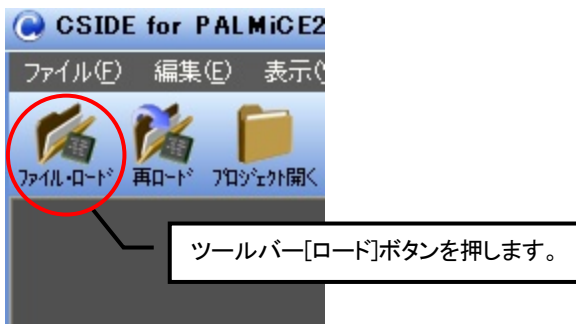 CSIDE for PALMiCE2
ファイル(F) 編集(E) 表示(
ファイル・ロード 再ロード プロジェクト開く
ツールバー[ロード]ボタンを押します。